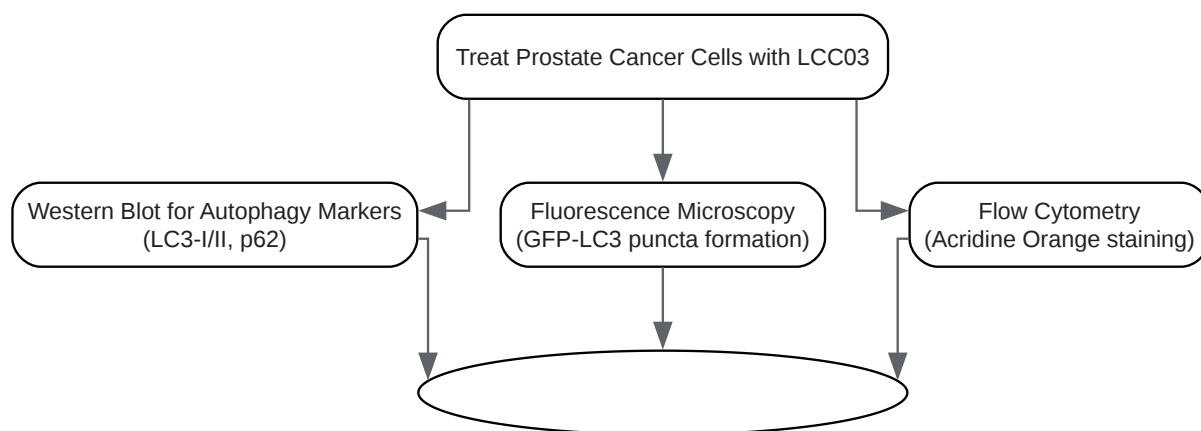 Treat Prostate Cancer Cells with LCC03
Western Blot for Autophagy Markers
(LC3-I/II, p62)
Fluorescence Microscopy
(GFP-LC3 puncta formation)
Flow Cytometry
(Acridine Orange staining)